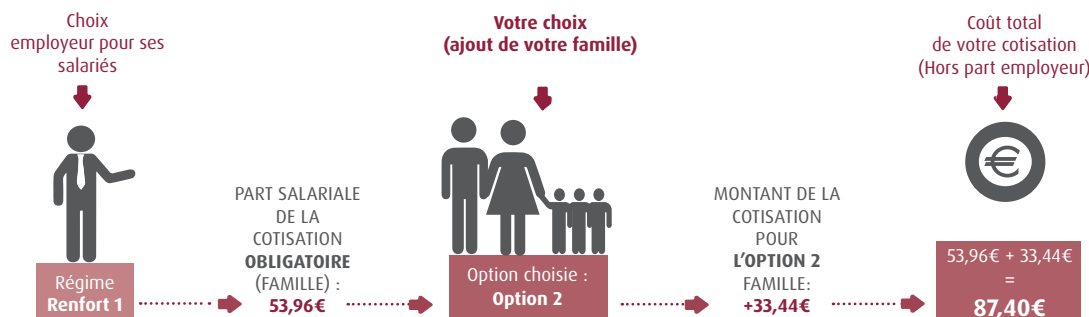 Choix
employeur pour ses
salariés
Votre choix
(ajout de votre famille)
Coût total
de votre cotisation
(Hors part employeur)
Régime
Renfort 1
PART SALARIALE
DE LA
COTISATION
OBLIGATOIRE
(FAMILLE) :
53,96€
Option choisie :
Option 2
MONTANT DE LA
COTISATION
POUR
L'OPTION 2
FAMILLE:
+33,44€
€
53,96€ + 33,44€
=
87,40€